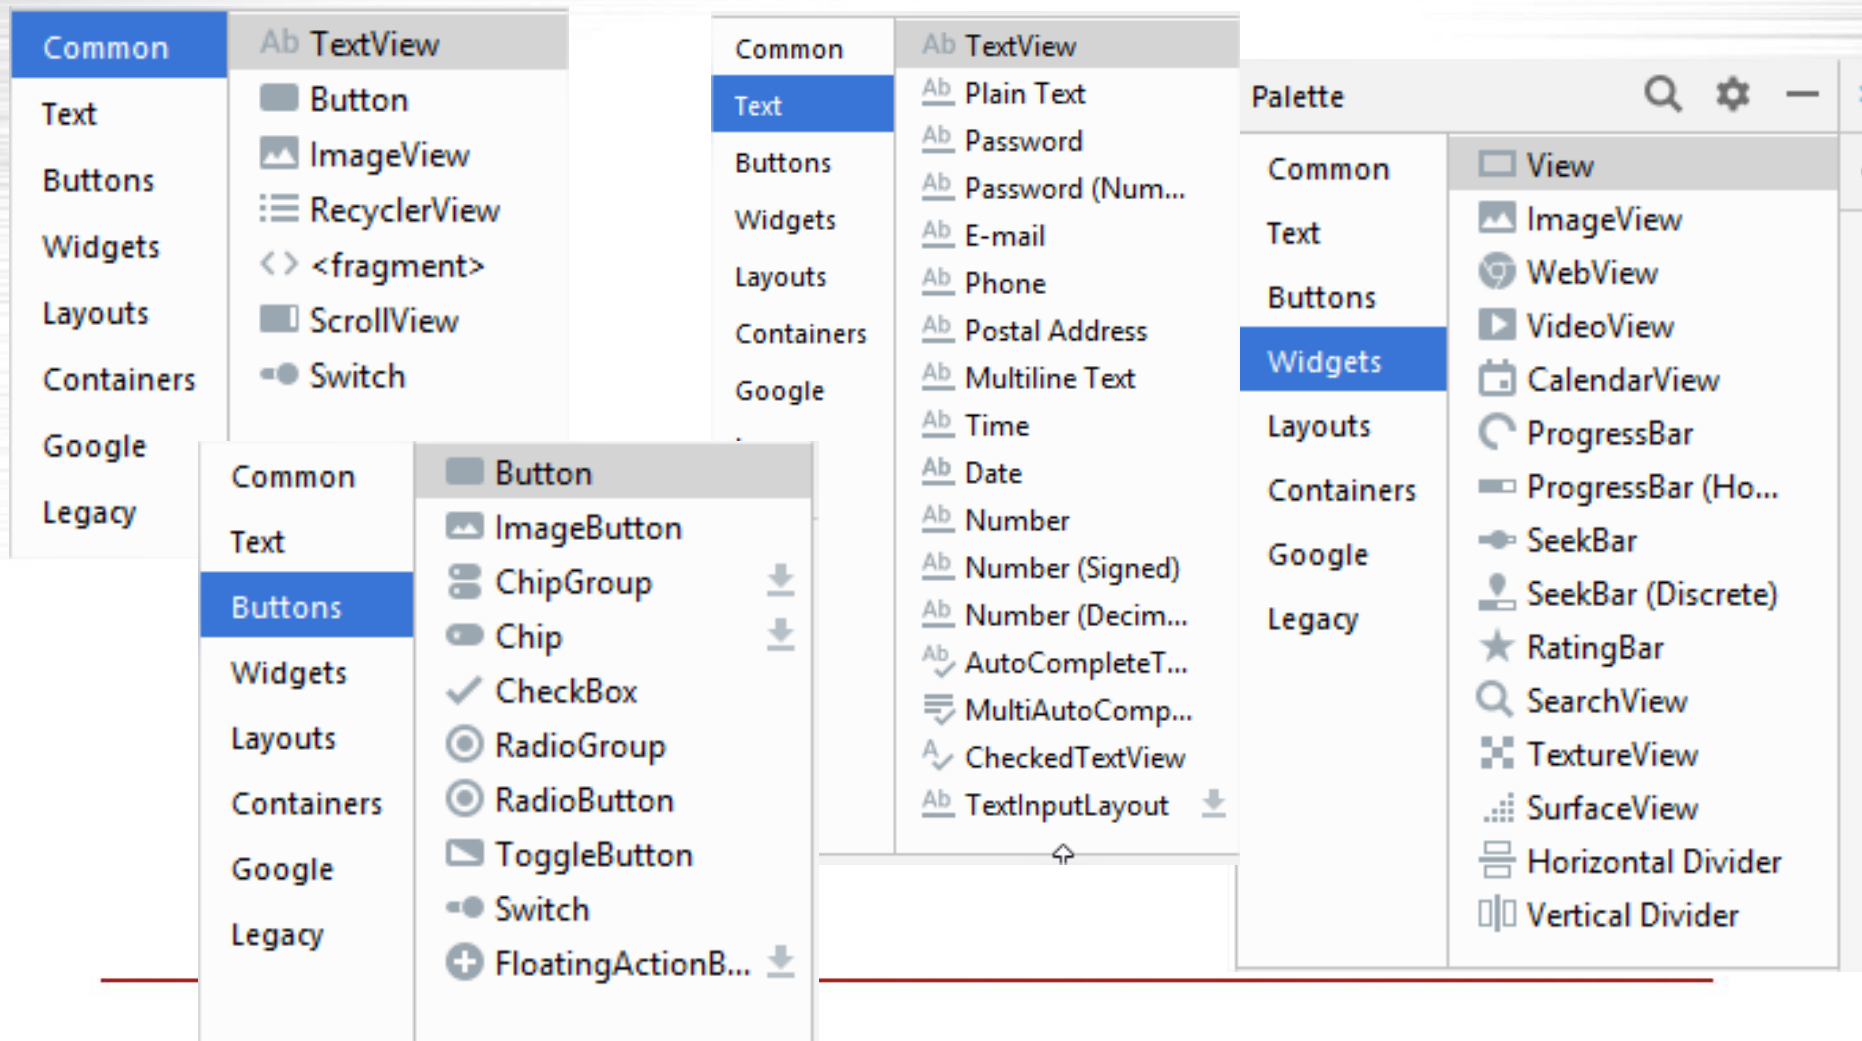 Common
Text
Buttons
Widgets
Layouts
Containers
Google
Legacy
Ab TextView
Button
ImageView
RecyclerView
<> <fragment>
ScrollView
Switch
Common
Text
Buttons
Widgets
Layouts
Containers
Google
Legacy
Button
ImageButton
ChipGroup
Chip
CheckBox
RadioGroup
RadioButton
ToggleButton
Switch
FloatingActionB...
Common
Text
Buttons
Widgets
Layouts
Containers
Google
Ab TextView
Ab Plain Text
Ab Password
Ab Password (Num...
Ab E-mail
Ab Phone
Ab Postal Address
Ab Multiline Text
Ab Time
Ab Date
Ab Number
Ab Number (Signed)
Ab Number (Decim...
Ab AutoCompleteT...
MultiAutoComp...
A CheckedTextView
Ab TextInputLayout
Palette
Common
Text
Buttons
Widgets
Layouts
Containers
Google
Legacy
View
ImageView
WebView
VideoView
CalendarView
ProgressBar
ProgressBar (Ho...
SeekBar
SeekBar (Discrete)
RatingBar
SearchView
TextureView
SurfaceView
Horizontal Divider
Vertical Divider